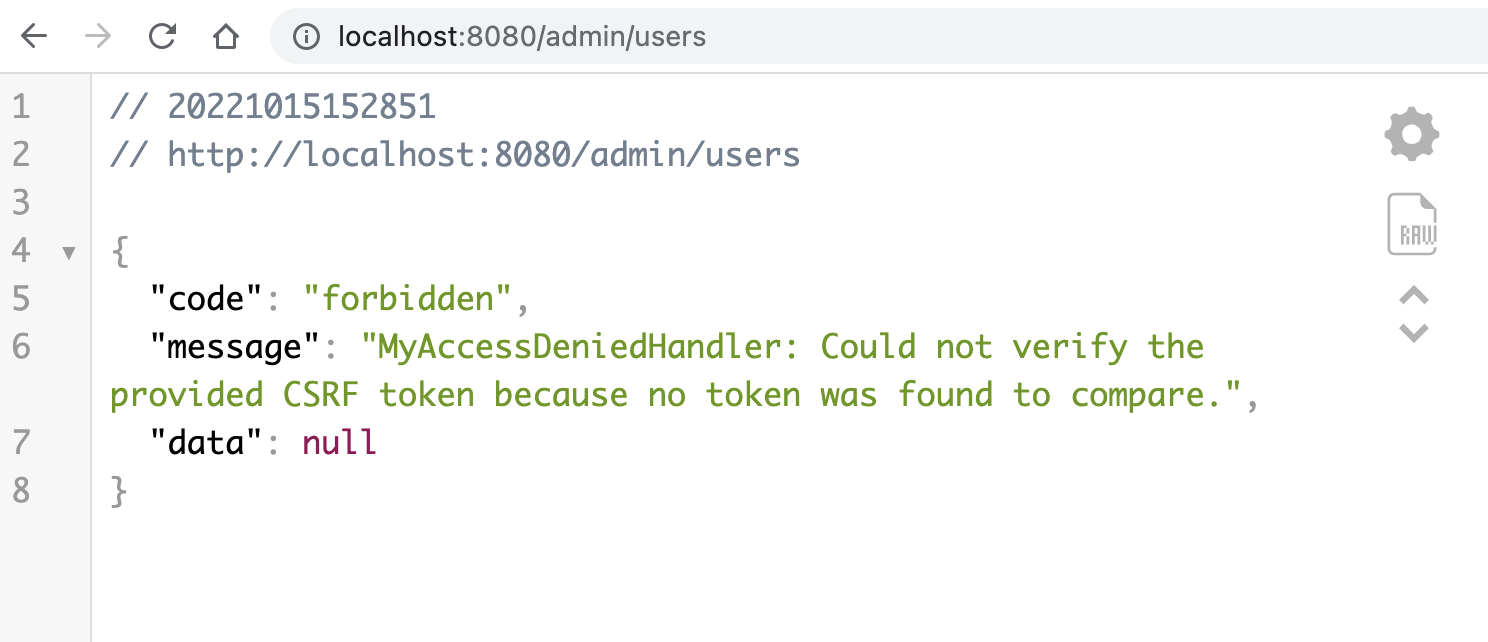 localhost:8080/admin/users
1 // 20221015152851
2 // http://localhost:8080/admin/users
3
4 {
5 "code": "forbidden",
6 "message": "MyAccessDeniedHandler: Could not verify the
provided CSRF token because no token was found to compare.",
7 "data": null
8 }
RAW